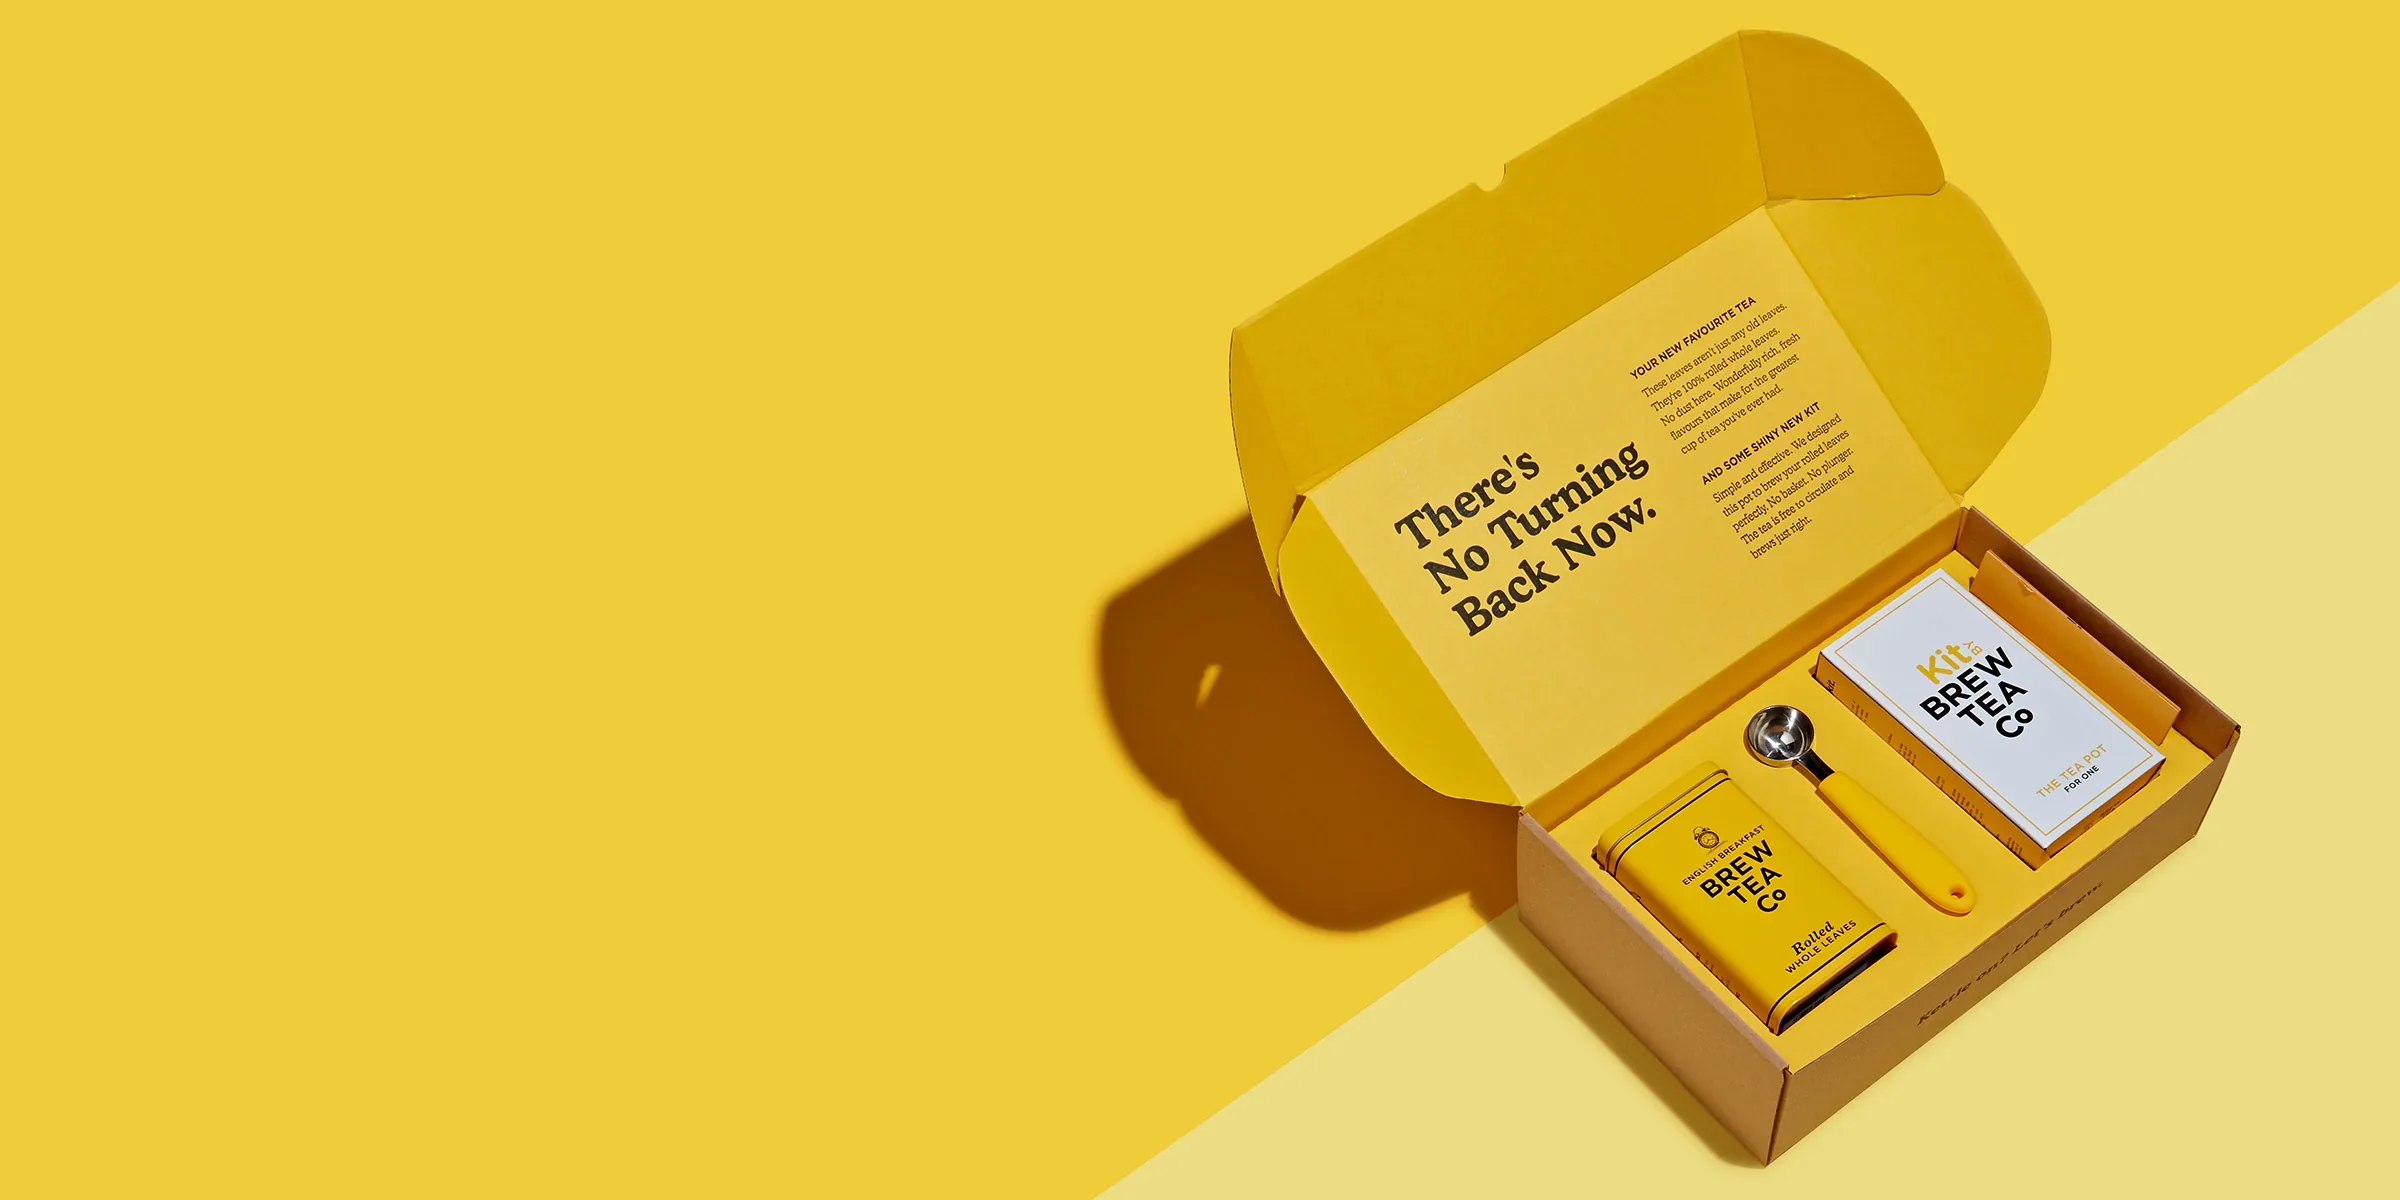 There's
No Turning
Back Now.
YOUR NEW FAVOURITE TEA
These leaves aren't just any old leaves.
They're 100% rolled whole leaves.
No dust here. Wonderfully rich, fresh
flavours that make for the greatest
cup of tea you've ever had.
AND SOME SHINY NEW KIT
Simple and effective. We designed
this pot to brew your rolled leaves
perfectly. No basket. No plunger.
The tea is free to circulate and
brews just right.
Kit BY
BREW
TEA
Co
THE TEA POT
FOR ONE
ENGLISH BREAKFAST
BREW
TEA
Co
Rolled
WHOLE LEAVES
Kettle on? Let's brew.